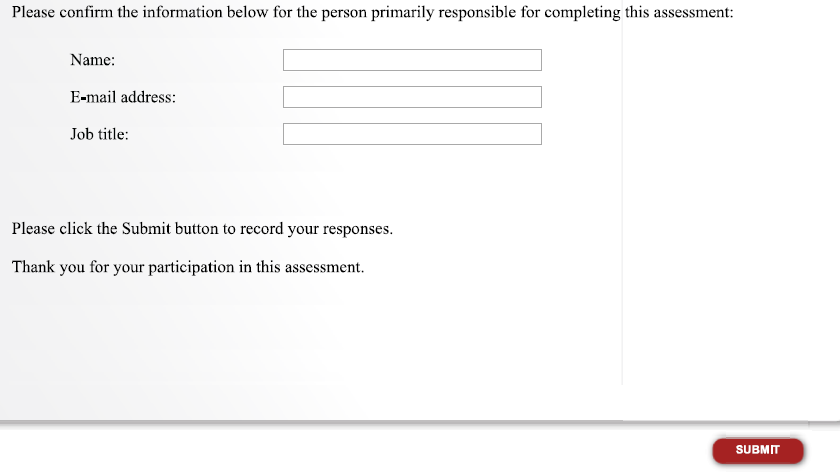 Please confirm the information below for the person primarily responsible for completing this assessment:
Name:
E-mail address:
Job title:
Please click the Submit button to record your responses.
Thank you for your participation in this assessment.
SUBMIT